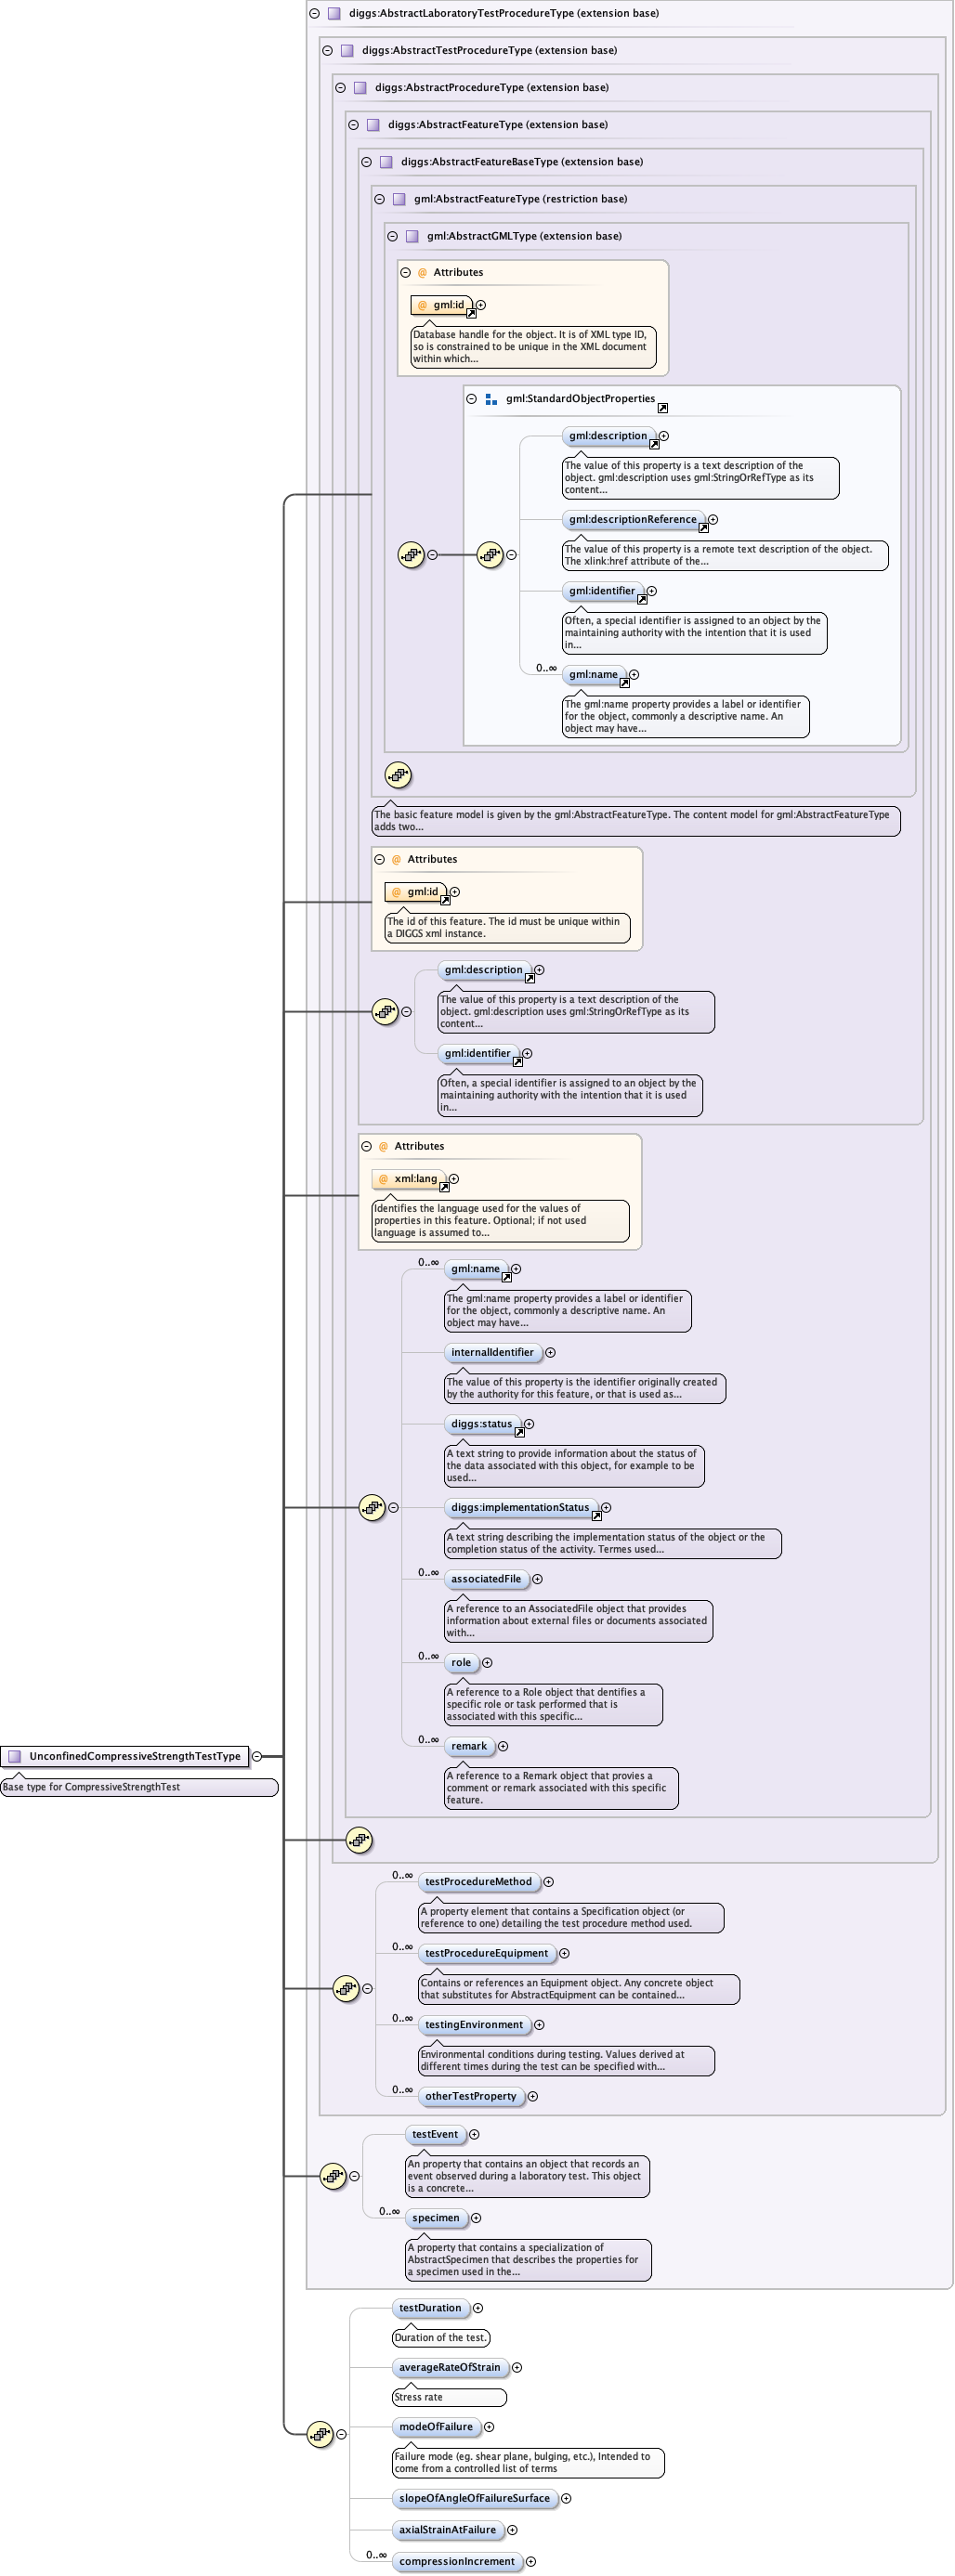 diggs:AbstractLaboratoryTestProcedureType (extension base)
diggs:AbstractTestProcedureType (extension base)
diggs:AbstractProcedureType (extension base)
diggs:AbstractFeatureType (extension base)
diggs:AbstractFeatureBaseType (extension base)
gml:AbstractFeatureType (restriction base)
gml:AbstractGMLType (extension base)
@ Attributes
@ gml:id
Database handle for the object. It is of XML type ID,
so is constrained to be unique in the XML document
within which...
gml:StandardObjectProperties
gml:description
The value of this property is a text description of the
object. gml:description uses gml:StringOrRefType as its
content...
gml:descriptionReference
The value of this property is a remote text description of the object.
The xlink:href attribute of the...
gml:identifier
Often, a special identifier is assigned to an object by the
maintaining authority with the intention that it is used
in...
0..∞
gml:name
The gml:name property provides a label or identifier
for the object, commonly a descriptive name. An
object may have...
The basic feature model is given by the gml:AbstractFeatureType. The content model for gml:AbstractFeatureType
adds two...
@ Attributes
@ gml:id
The id of this feature. The id must be unique within
a DIGGS xml instance.
gml:description
The value of this property is a text description of the
object. gml:description uses gml:StringOrRefType as its
content...
gml:identifier
Often, a special identifier is assigned to an object by the
maintaining authority with the intention that it is used
in...
@ Attributes
@ xml:lang
Identifies the language used for the values of
properties in this feature. Optional; if not used
language is assumed to...
0..∞
gml:name
The gml:name property provides a label or identifier
for the object, commonly a descriptive name. An
object may have...
internalIdentifier
The value of this property is the identifier originally created
by the authority for this feature, or that is used as...
diggs:status
A text string to provide information about the status of
the data associated with this object, for example to be
used...
diggs:implementationStatus
A text string describing the implementation status of the object or the
completion status of the activity. Termes used...
0..∞
associatedFile
A reference to an AssociatedFile object that provides
information about external files or documents associated
with...
0..∞
role
A reference to a Role object that dentifies a
specific role or task performed that is
associated with this specific...
0..∞
remark
A reference to a Remark object that provies a
comment or remark associated with this specific
feature.
UnconfinedCompressiveStrengthTestType
Base type for CompressiveStrengthTest
0..∞
testProcedureMethod
A property element that contains a Specification object (or
reference to one) detailing the test procedure method used.
0..∞
testProcedureEquipment
Contains or references an Equipment object. Any concrete object
that substitutes for AbstractEquipment can be contained...
0..∞
testingEnvironment
Environmental conditions during testing. Values derived at
different times during the test can be specified with...
0..∞
otherTestProperty
testEvent
An property that contains an object that records an
event observed during a laboratory test. This object
is a concrete...
0..∞
specimen
A property that contains a specialization of
AbstractSpecimen that describes the properties for
a specimen used in the...
testDuration
Duration of the test.
averageRateOfStrain
Stress rate
modeOfFailure
Failure mode (eg. shear plane, bulging, etc.), Intended to
come from a controlled list of terms
slopeOfAngleOfFailureSurface
axialStrainAtFailure
0..∞
compressionIncrement